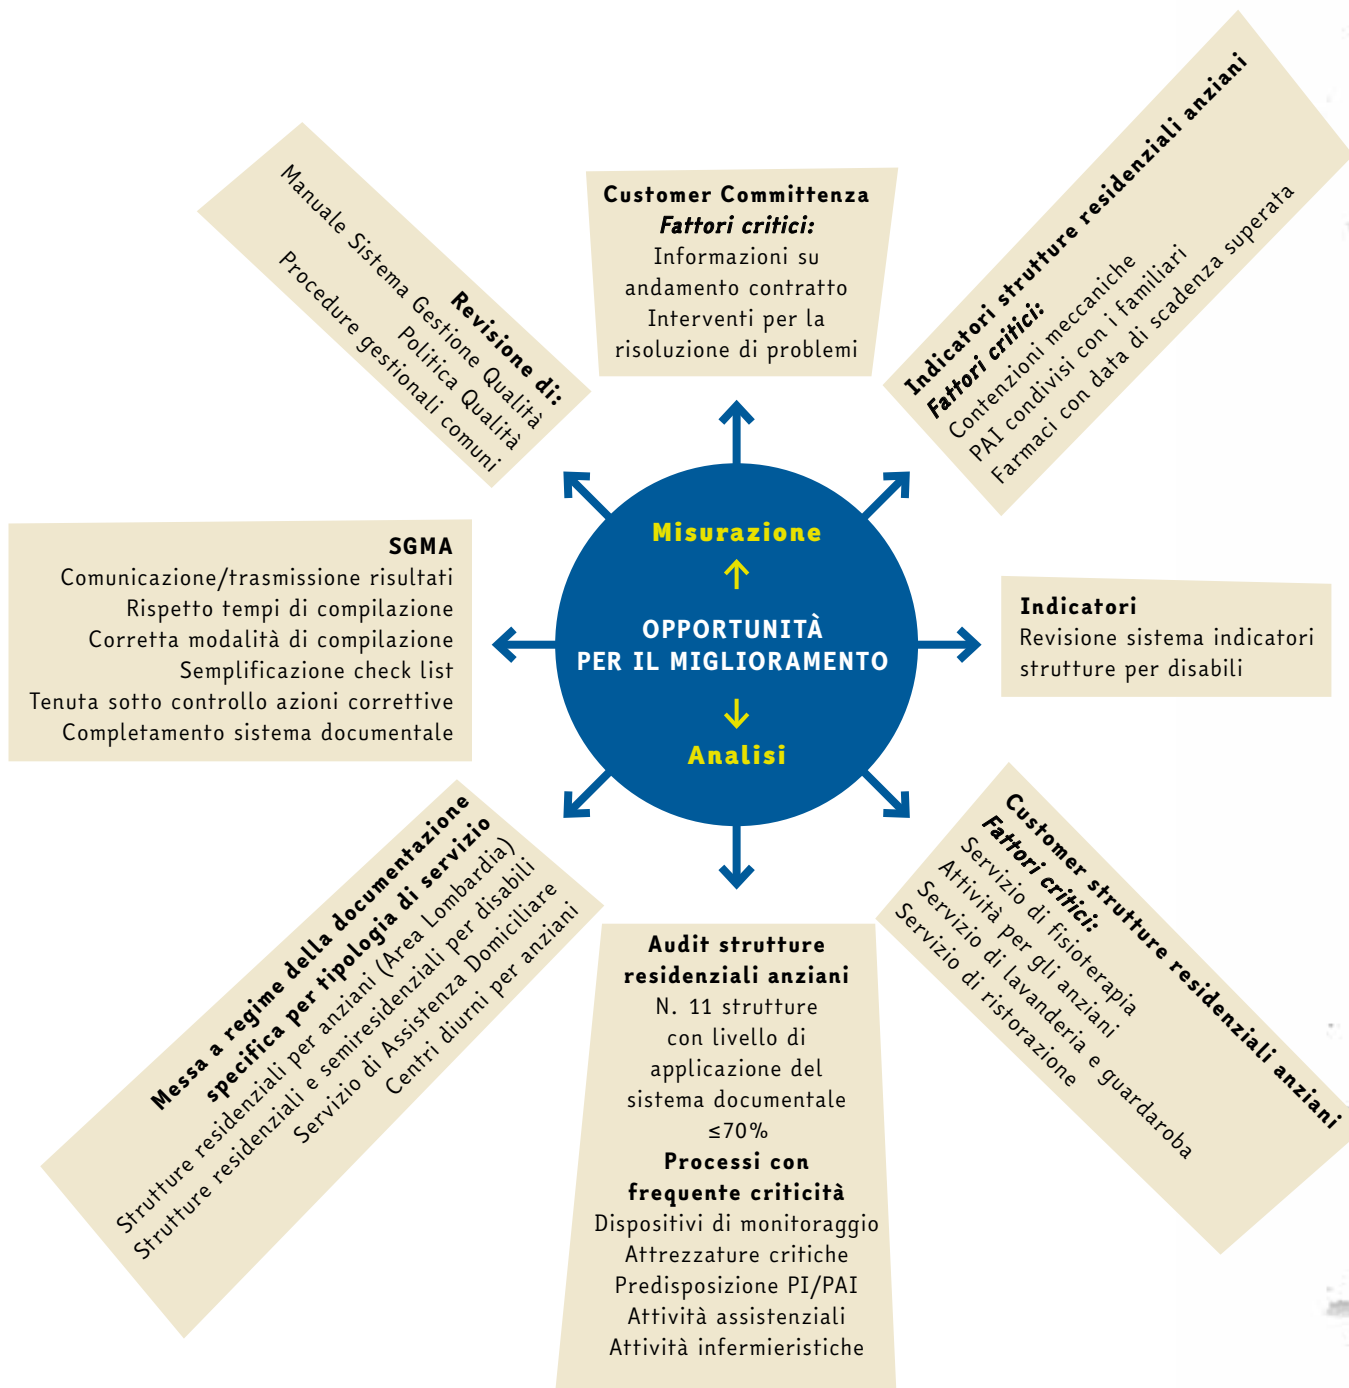 Manuale Sistema Gestione Qualità
Revisione di:
Politica Qualità
Procedure gestionali comuni
Customer Committenza
Fattori critici:
Informazioni su
andamento contratto
Interventi per la
risoluzione di problemi
Indicatori strutture residenziali anziani
Fattori critici:
Contenzioni meccaniche
PAI condivisi con i familiari
Farmaci con data di scadenza superata
SGMA
Comunicazione/trasmissione risultati
Rispetto tempi di compilazione
Corretta modalità di compilazione
Semplificazione check list
Tenuta sotto controllo azioni correttive
Completamento sistema documentale
Misurazione
↑
OPPORTUNITÀ
PER IL MIGLIORAMENTO
↓
Analisi
Indicatori
Revisione sistema indicatori
strutture per disabili
Messa a regime della documentazione
specifica per tipologia di servizio
Strutture residenziali per anziani (Area Lombardia)
Strutture residenziali e semiresidenziali per disabili
Servizio di Assistenza Domiciliare
Centri diurni per anziani
Audit strutture
residenziali anziani
N. 11 strutture
con livello di
applicazione del
sistema documentale
≤70%
Processi con
frequente criticità
Dispositivi di monitoraggio
Attrezzature critiche
Predisposizione PI/PAI
Attività assistenziali
Attività infermieristiche
Customer strutture residenziali anziani
Fattori critici:
Servizio di fisioterapia
Attività per gli anziani
Servizio di lavanderia e guardaroba
Servizio di ristorazione